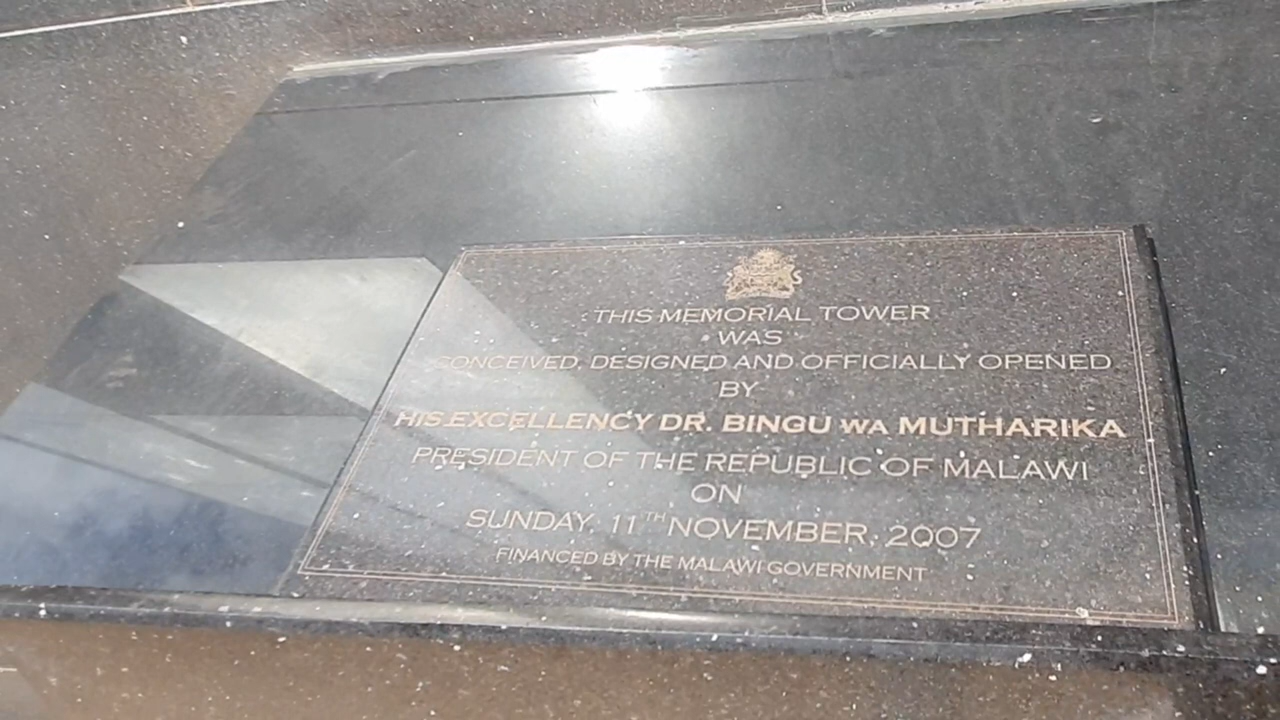 THIS MEMORIAL TOWER
WAS
CONCEIVED, DESIGNED AND OFFICIALLY OPENED
BY
HIS EXCELLENCY DR. BINGU WA MUTHARIKA
PRESIDENT OF THE REPUBLIC OF MALAWI
ON
SUNDAY, 11TH NOVEMBER, 2007
FINANCED BY THE MALAWI GOVERNMENT